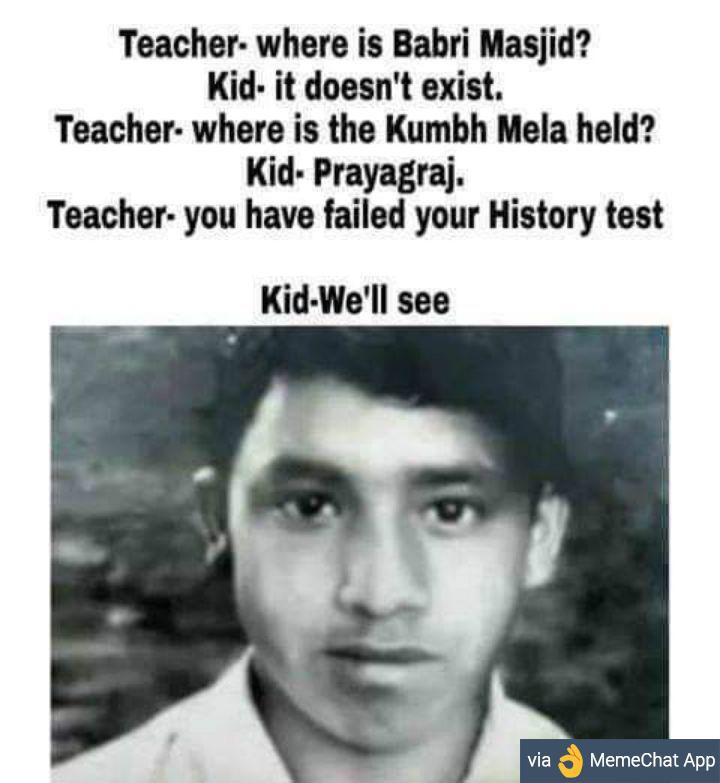 Teacher- where is Babri Masjid?
Kid- it doesn't exist.
Teacher- where is the Kumbh Mela held?
Kid- Prayagraj.
Teacher- you have failed your History test
Kid-We'll see
via 👌 MemeChat App